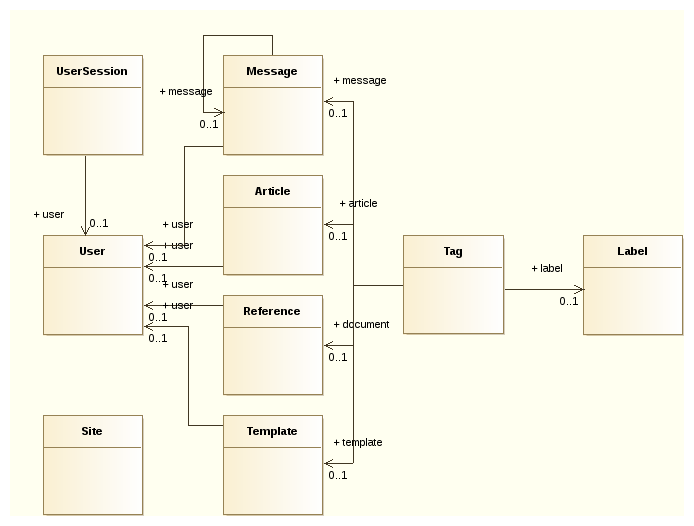 UserSession
Message
+ message
+ message
0..1
0..1
+ user
0..1
Article
+ article
0..1
+ user
+ user
0..1
0..1
User
Tag
+ label
0..1
Label
+ user
+ user
0..1
0..1
Reference
+ document
0..1
Site
Template
+ template
0..1